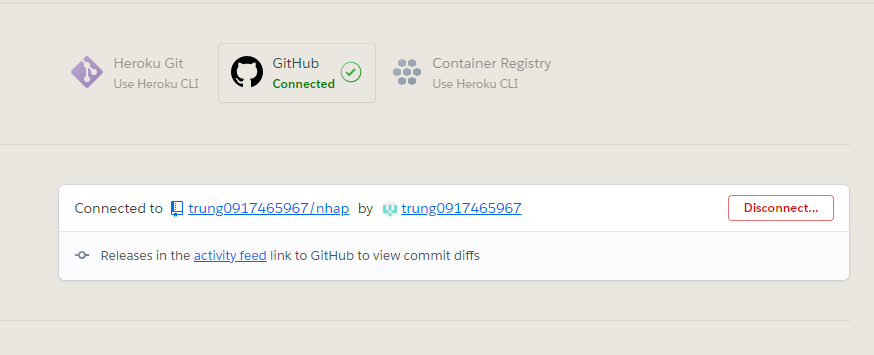 Heroku Git
Use Heroku CLI
GitHub
Connected
Container Registry
Use Heroku CLI
Connected to trung0917465967/nhap by trung0917465967
Disconnect...
Releases in the activity feed link to GitHub to view commit diffs